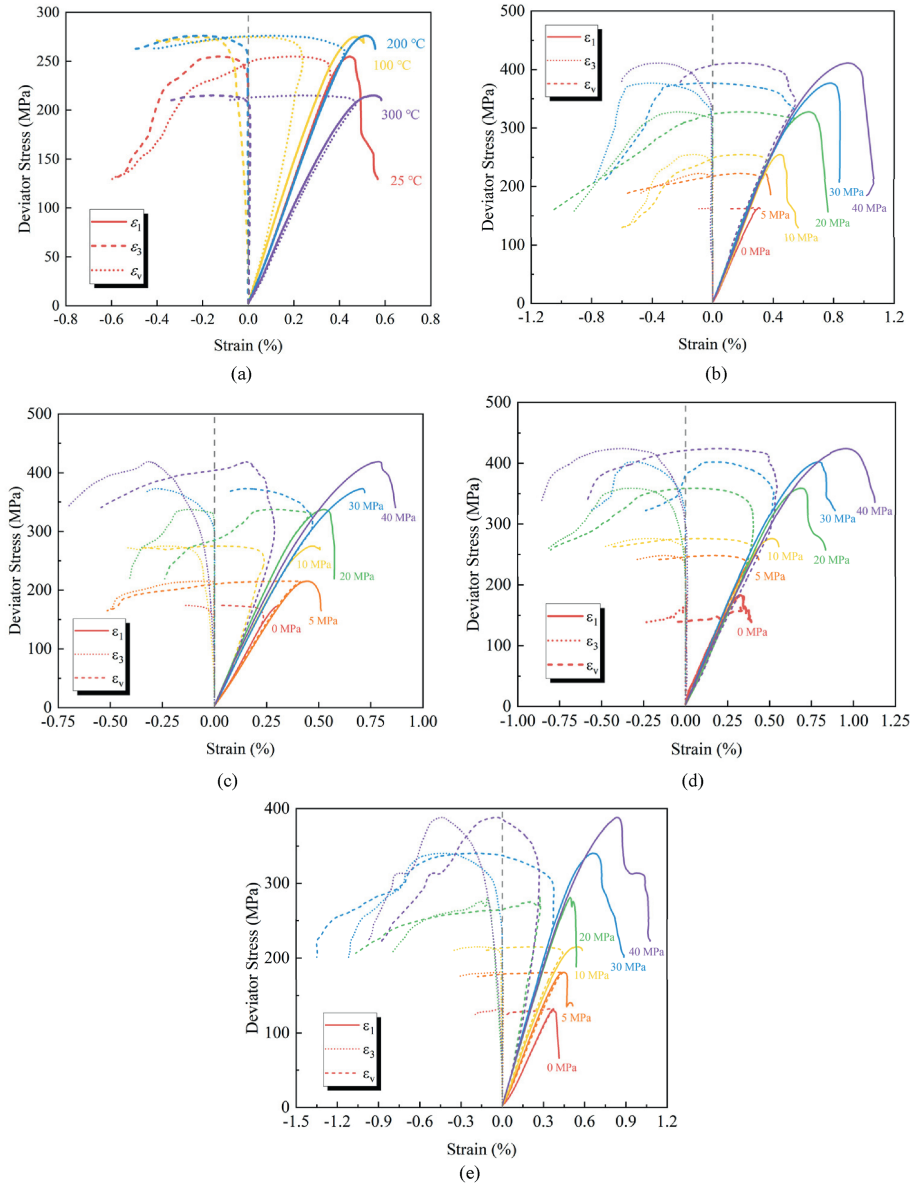 300
250
200
150
100
50
0
Deviator Stress (MPa)
200 ℃
100 ℃
300 ℃
25 ℃
ε1
ε3
εv
-0.8 -0.6 -0.4 -0.2 0.0 0.2 0.4 0.6 0.8
Strain (%)
(a)
500
400
300
200
100
0
Deviator Stress (MPa)
ε1
ε3
εv
30 MPa
40 MPa
20 MPa
5 MPa
10 MPa
0 MPa
-1.2 -0.8 -0.4 0.0 0.4 0.8 1.2
Strain (%)
(b)
500
400
300
200
100
0
Deviator Stress (MPa)
30 MPa
40 MPa
10 MPa
20 MPa
5 MPa
0 MPa
ε1
ε3
εv
-0.75 -0.50 -0.25 0.00 0.25 0.50 0.75 1.00
Strain (%)
(c)
500
400
300
200
100
0
Deviator Stress (MPa)
40 MPa
30 MPa
10 MPa
20 MPa
5 MPa
0 MPa
ε1
ε3
εv
-1.00 -0.75 -0.50 -0.25 0.00 0.25 0.50 0.75 1.00 1.25
Strain (%)
(d)
400
300
200
100
0
Deviator Stress (MPa)
20 MPa
40 MPa
10 MPa
30 MPa
5 MPa
0 MPa
ε1
ε3
εv
-1.5 -1.2 -0.9 -0.6 -0.3 0.0 0.3 0.6 0.9 1.2
Strain (%)
(e)